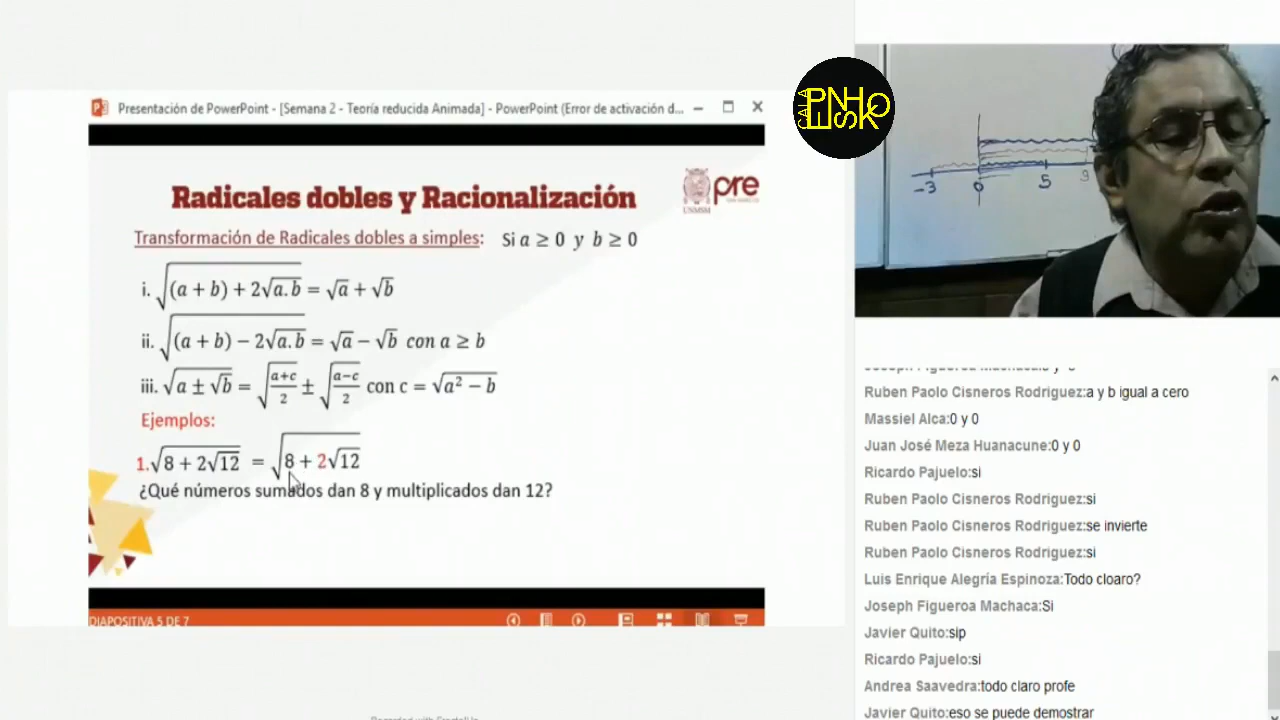 Presentación de PowerPoint - [Semana 2 - Teoría reducida Animada] - PowerPoint (Error de activación d...
Radicales dobles y Racionalización
UNMSM
pre
Transformación de Radicales dobles a simples: Si a ≥ 0 y b ≥ 0
i. √((a + b) + 2√(a.b)) = √a + √b
ii. √((a + b) − 2√(a.b)) = √a − √b con a ≥ b
iii. √(a ± √b) = √((a+c)/2) ± √((a−c)/2) con c = √(a² − b)
Ejemplos:
1. √(8 + 2√12) = √(8 + 2√12)
¿Qué números sumados dan 8 y multiplicados dan 12?
DIAPOSITIVA 5 DE 7
-3 0 5 9
Ruben Paolo Cisneros Rodriguez:a y b igual a cero
Massiel Alca:0 y 0
Juan José Meza Huanacune:0 y 0
Ricardo Pajuelo:si
Ruben Paolo Cisneros Rodriguez:si
Ruben Paolo Cisneros Rodriguez:se invierte
Ruben Paolo Cisneros Rodriguez:si
Luis Enrique Alegría Espinoza:Todo cloaro?
Joseph Figueroa Machaca:Si
Javier Quito:sip
Ricardo Pajuelo:si
Andrea Saavedra:todo claro profe
Javier Quito:eso se puede demostrar